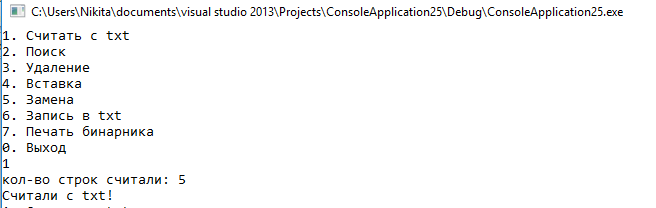 C:\Users\Nikita\documents\visual studio 2013\Projects\ConsoleApplication25\Debug\ConsoleApplication25.exe
1. Считать с txt
2. Поиск
3. Удаление
4. Вставка
5. Замена
6. Запись в txt
7. Печать бинарника
0. Выход
1
кол-во строк считали: 5
Считали с txt!